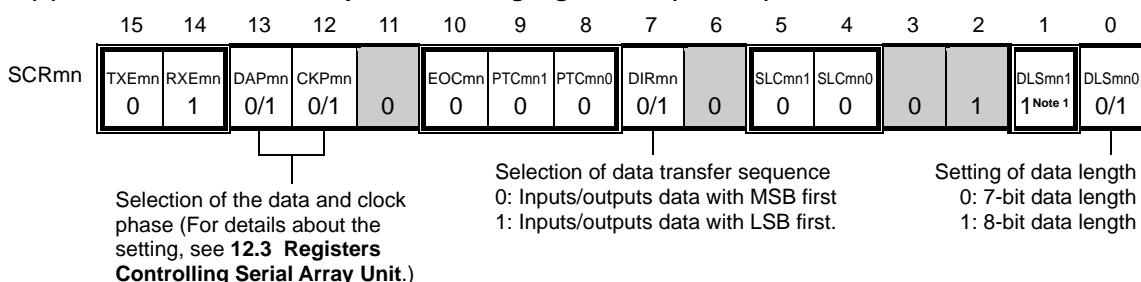 15 14 13 12 11 10 9 8 7 6 5 4 3 2 1 0
SCRmn TXEmn RXEmn DAPmn CKPmn EOCmn PTCmn1 PTCmn0 DIRmn SLCmn1 SLCmn0 DLSmn1 DLSmn0
0 1 0/1 0/1 0 0 0 0 0/1 0 0 0 0 1 1 Note 1 0/1
Selection of data transfer sequence
0: Inputs/outputs data with MSB first
1: Inputs/outputs data with LSB first.
Setting of data length
0: 7-bit data length
1: 8-bit data length
Selection of the data and clock
phase (For details about the
setting, see 12.3 Registers
Controlling Serial Array Unit.)